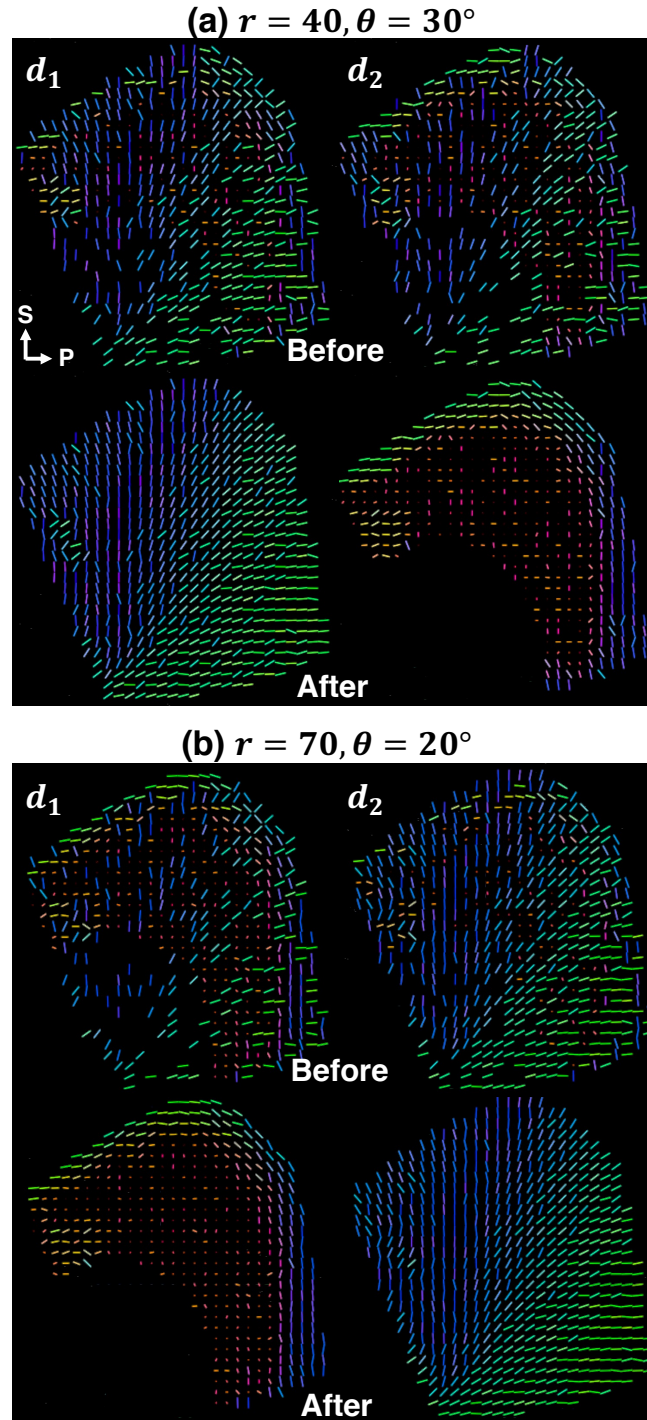 (a) r = 40, θ = 30°
d₁
d₂
S
P
Before
After
(b) r = 70, θ = 20°
d₁
d₂
Before
After